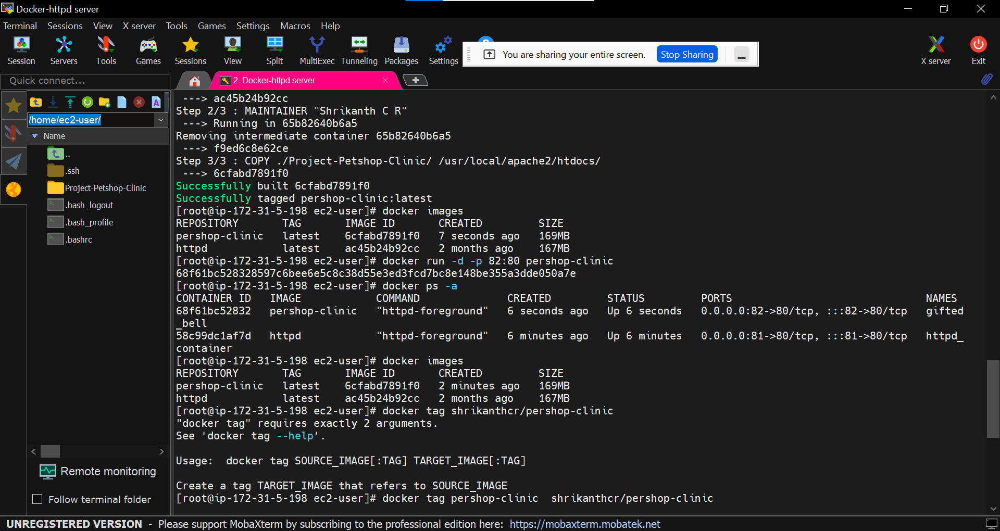 Docker-httpd server
Terminal Sessions View X server Tools Games Settings Macros Help
Session Servers Tools Games Sessions View Split MultiExec Tunneling Packages Settings
You are sharing your entire screen. Stop Sharing
X server Exit
Quick connect...
2. Docker-httpd server
/home/ec2-user/
Name
..
.ssh
Project-Petshop-Clinic
.bash_logout
.bash_profile
.bashrc
Remote monitoring
Follow terminal folder
---> ac45b24b92cc
Step 2/3 : MAINTAINER "Shrikanth C R"
---> Running in 65b82640b6a5
Removing intermediate container 65b82640b6a5
---> f9ed6c8e62ce
Step 3/3 : COPY ./Project-Petshop-Clinic/ /usr/local/apache2/htdocs/
---> 6cfabd7891f0
Successfully built 6cfabd7891f0
Successfully tagged pershop-clinic:latest
[root@ip-172-31-5-198 ec2-user]# docker images
REPOSITORY TAG IMAGE ID CREATED SIZE
pershop-clinic latest 6cfabd7891f0 7 seconds ago 169MB
httpd latest ac45b24b92cc 2 months ago 167MB
[root@ip-172-31-5-198 ec2-user]# docker run -d -p 82:80 pershop-clinic
68f61bc528328597c6bee6e5c8c38d55e3ed3fcd7bc8e148be355a3dde050a7e
[root@ip-172-31-5-198 ec2-user]# docker ps -a
CONTAINER ID IMAGE COMMAND CREATED STATUS PORTS NAMES
68f61bc52832 pershop-clinic "httpd-foreground" 6 seconds ago Up 6 seconds 0.0.0.0:82->80/tcp, :::82->80/tcp gifted
_bell
58c99dc1af7d httpd "httpd-foreground" 6 minutes ago Up 6 minutes 0.0.0.0:81->80/tcp, :::81->80/tcp httpd_
container
[root@ip-172-31-5-198 ec2-user]# docker images
REPOSITORY TAG IMAGE ID CREATED SIZE
pershop-clinic latest 6cfabd7891f0 2 minutes ago 169MB
httpd latest ac45b24b92cc 2 months ago 167MB
[root@ip-172-31-5-198 ec2-user]# docker tag shrikanthcr/pershop-clinic
"docker tag" requires exactly 2 arguments.
See 'docker tag --help'.
Usage: docker tag SOURCE_IMAGE[:TAG] TARGET_IMAGE[:TAG]
Create a tag TARGET_IMAGE that refers to SOURCE_IMAGE
[root@ip-172-31-5-198 ec2-user]# docker tag pershop-clinic shrikanthcr/pershop-clinic
UNREGISTERED VERSION - Please support MobaXterm by subscribing to the professional edition here: https://mobaxterm.mobatek.net